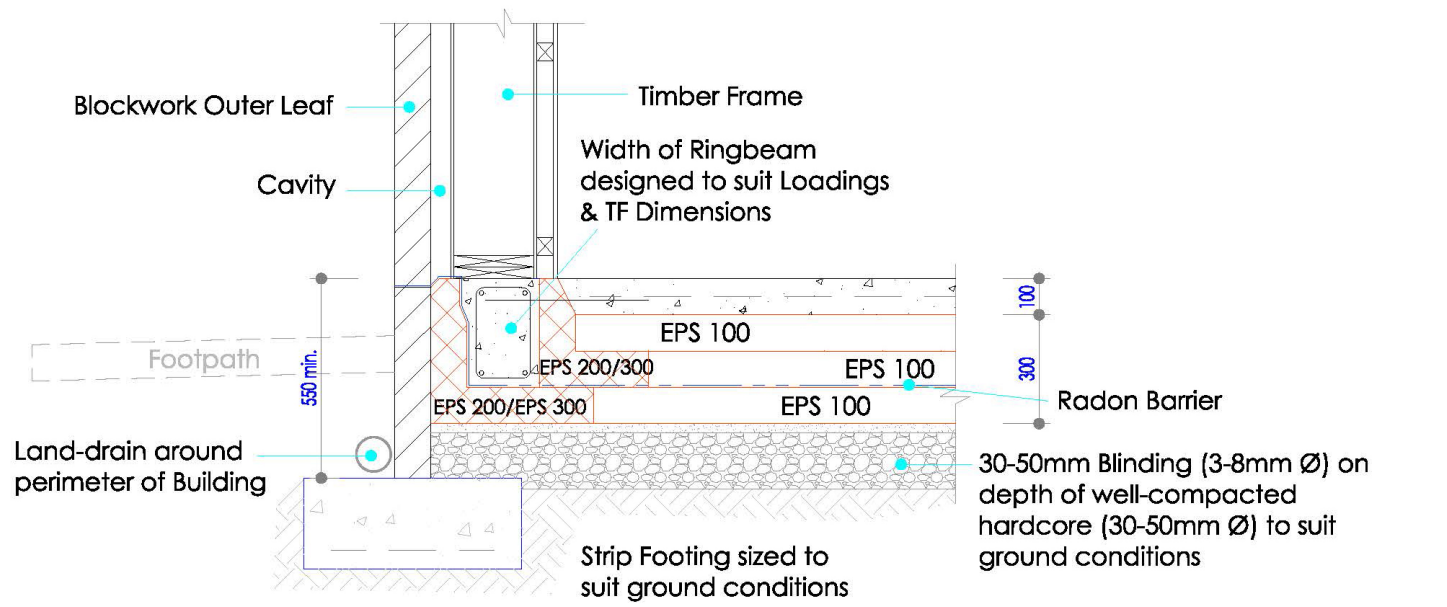 Blockwork Outer Leaf
Timber Frame
Width of Ringbeam
designed to suit Loadings
& TF Dimensions
Cavity
100
EPS 100
Footpath
550 min.
EPS 200/300
EPS 100
300
EPS 200/EPS 300
EPS 100
Radon Barrier
Land-drain around
perimeter of Building
30-50mm Blinding (3-8mm Ø) on
depth of well-compacted
hardcore (30-50mm Ø) to suit
ground conditions
Strip Footing sized to
suit ground conditions